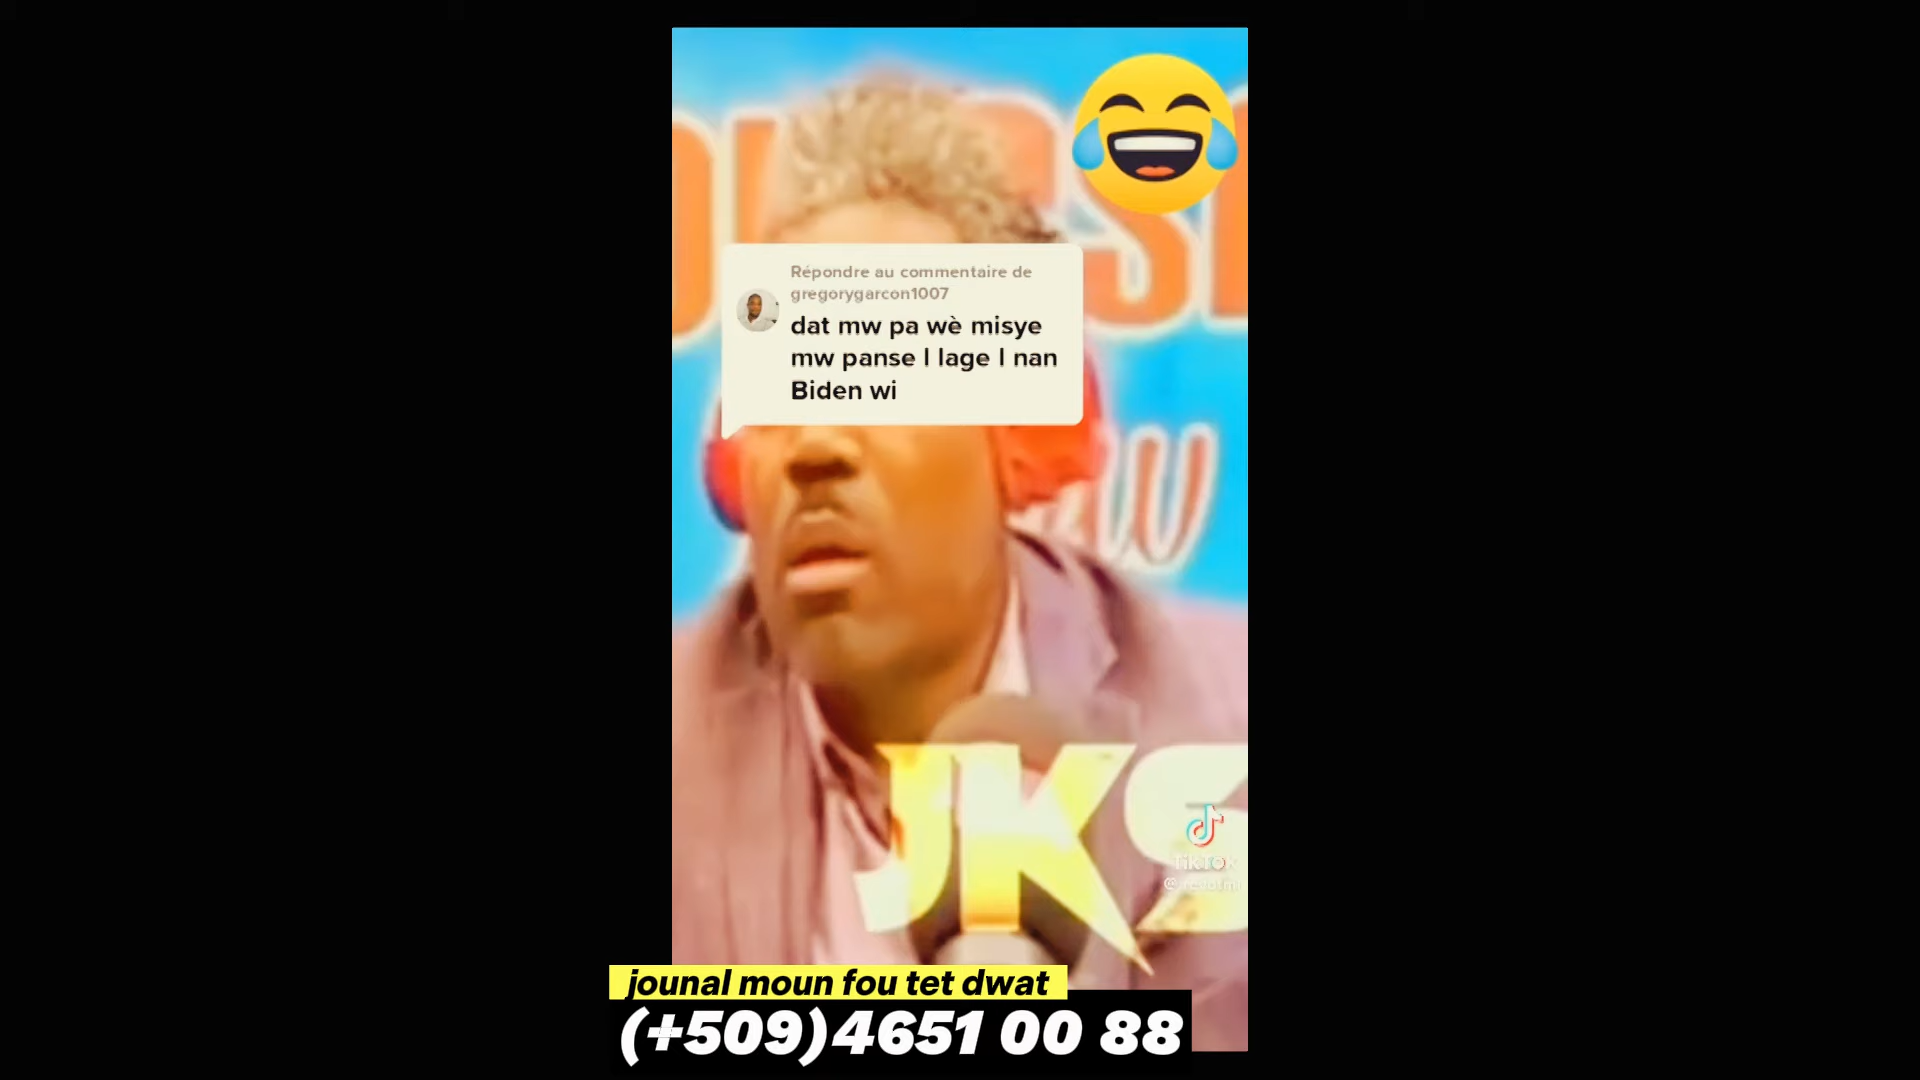 Répondre au commentaire de
gregorygarcon1007
dat mw pa wè misye
mw panse l lage l nan
Biden wi
JKS
TikTok
jounal moun fou tet dwat
(+509)4651 00 88